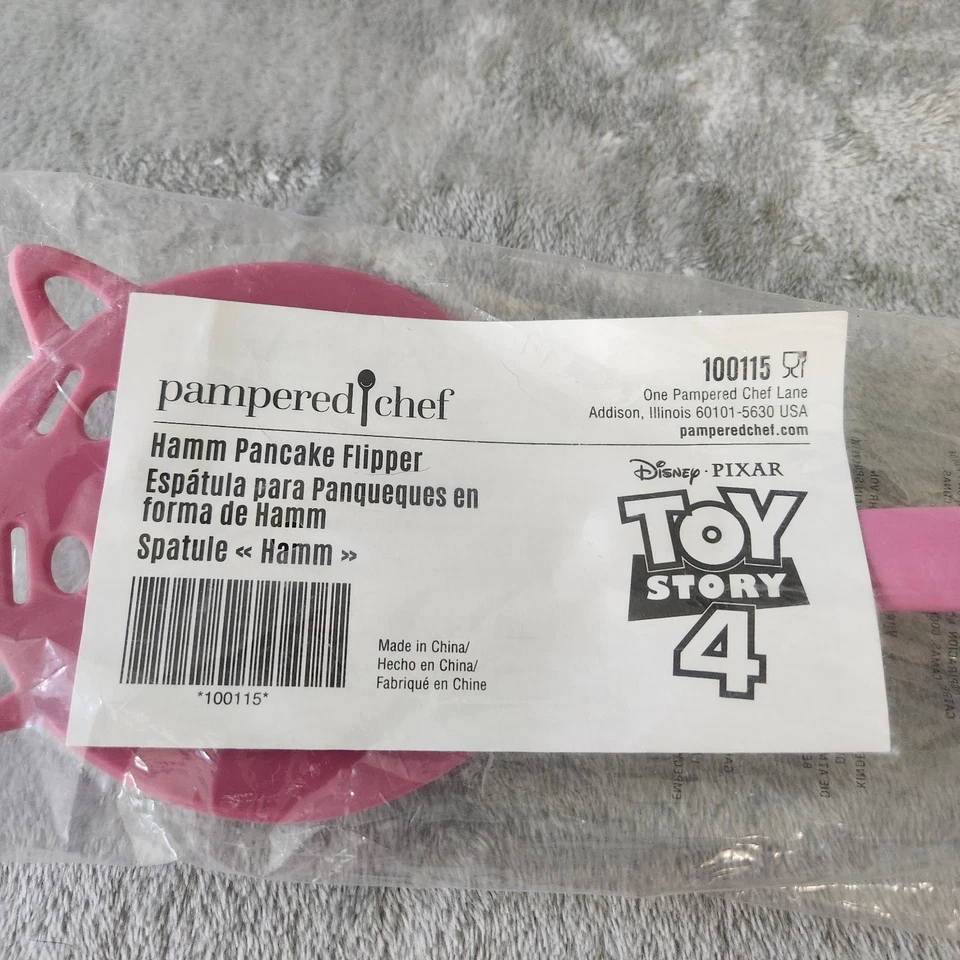 pampered chef
100115
One Pampered Chef Lane
Addison, Illinois 60101-5630 USA
pamperedchef.com
Hamm Pancake Flipper
Espátula para Panqueques en
forma de Hamm
Spatule « Hamm »
*100115*
Made in China/
Hecho en China/
Fabriqué en Chine
Disney · PIXAR
TOY
STORY
4